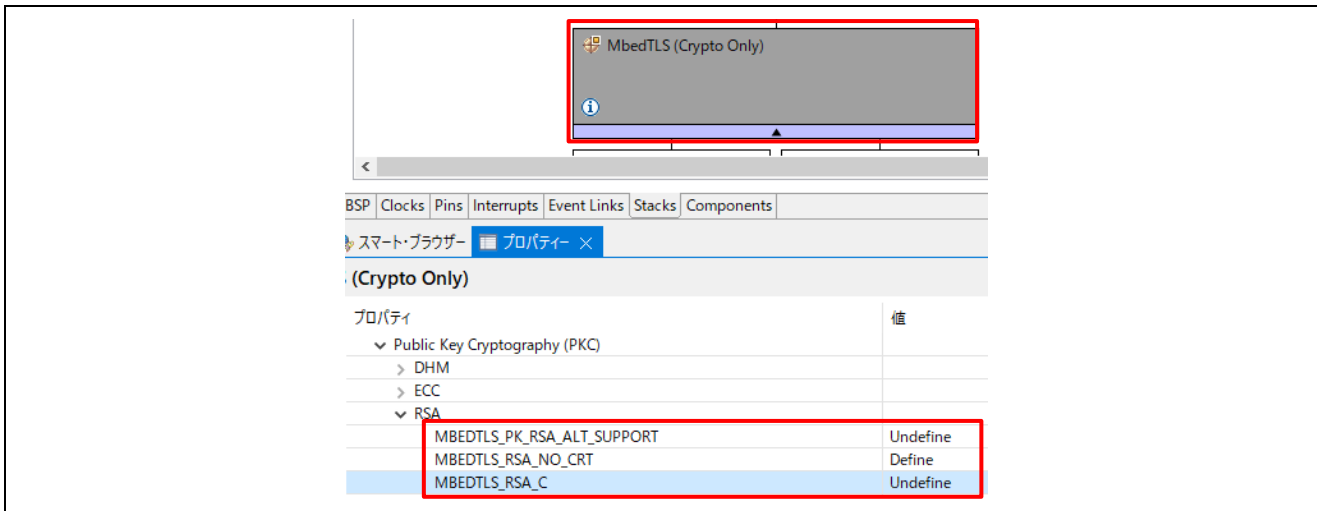 MbedTLS (Crypto Only)
BSP Clocks Pins Interrupts Event Links Stacks Components
スマート・ブラウザー プロパティー
(Crypto Only)
プロパティ 値
Public Key Cryptography (PKC)
DHM
ECC
RSA
MBEDTLS_PK_RSA_ALT_SUPPORT Undefine
MBEDTLS_RSA_NO_CRT Define
MBEDTLS_RSA_C Undefine